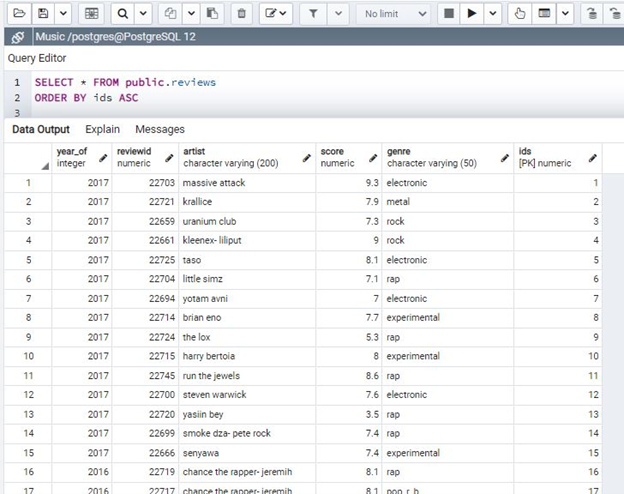 No limit
Music /postgres@PostgreSQL 12
Query Editor
1 SELECT * FROM public.reviews
2 ORDER BY ids ASC
3
Data Output Explain Messages
year_of integer reviewid numeric artist character varying (200) score numeric genre character varying (50) ids [PK] numeric
1 2017 22703 massive attack 9.3 electronic 1
2 2017 22721 krallice 7.9 metal 2
3 2017 22659 uranium club 7.3 rock 3
4 2017 22661 kleenex- liliput 9 rock 4
5 2017 22725 taso 8.1 electronic 5
6 2017 22704 little simz 7.1 rap 6
7 2017 22694 yotam avni 7 electronic 7
8 2017 22714 brian eno 7.7 experimental 8
9 2017 22724 the lox 5.3 rap 9
10 2017 22715 harry bertoia 8 experimental 10
11 2017 22745 run the jewels 8.6 rap 11
12 2017 22700 steven warwick 7.6 electronic 12
13 2017 22720 yasiin bey 3.5 rap 13
14 2017 22699 smoke dza- pete rock 7.4 rap 14
15 2017 22666 senyawa 7.4 experimental 15
16 2016 22719 chance the rapper- jeremih 8.1 rap 16
17 2016 22717 chance the rapper- jeremih 8.1 pop_r_b 17